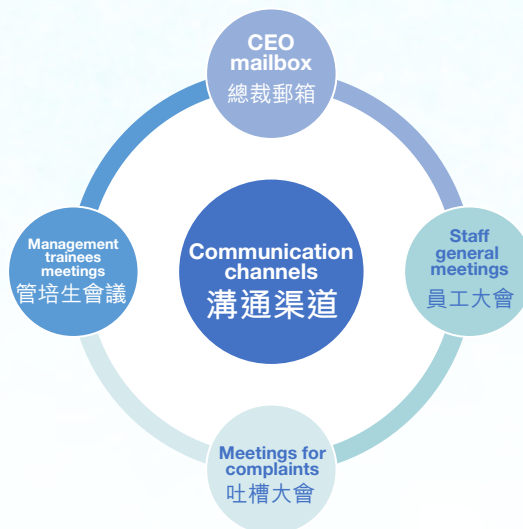 CEO
mailbox
總裁郵箱
Management
trainees
meetings
管培生會議
Communication
channels
溝通渠道
Staff
general
meetings
員工大會
Meetings for
complaints
吐槽大會